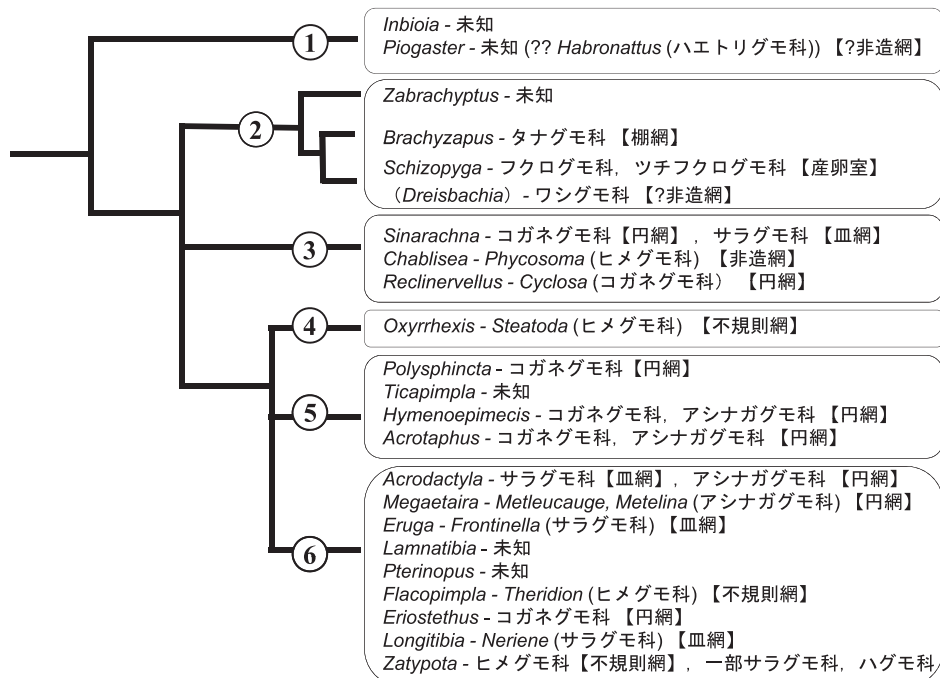 ① Inbioia - 未知
Piogaster - 未知 (?? Habronattus (ハエトリグモ科)) 【?非造網】
② Zabrachyptus - 未知
Brachyzapus - タナグモ科 【棚網】
Schizopyga - フクログモ科, ツチフクログモ科 【産卵室】
（Dreisbachia）- ワシグモ科 【?非造網】
③ Sinarachna - コガネグモ科【円網】, サラグモ科 【皿網】
Chablisea - Phycosoma (ヒメグモ科) 【非造網】
Reclinervellus - Cyclosa (コガネグモ科） 【円網】
④ Oxyrrhexis - Steatoda (ヒメグモ科) 【不規則網】
⑤ Polysphincta - コガネグモ科 【円網】
Ticapimpla - 未知
Hymenoepimecis - コガネグモ科, アシナガグモ科 【円網】
Acrotaphus - コガネグモ科, アシナガグモ科 【円網】
⑥ Acrodactyla - サラグモ科【皿網】, アシナガグモ科 【円網】
Megaetaira - Metleucauge, Metelina (アシナガグモ科) 【円網】
Eruga - Frontinella (サラグモ科) 【皿網】
Lamnatibia - 未知
Pterinopus - 未知
Flacopimpla - Theridion (ヒメグモ科) 【不規則網】
Eriostethus - コガネグモ科 【円網】
Longitibia - Neriene (サラグモ科) 【皿網】
Zatypota - ヒメグモ科【不規則網】, 一部サラグモ科, ハグモ科